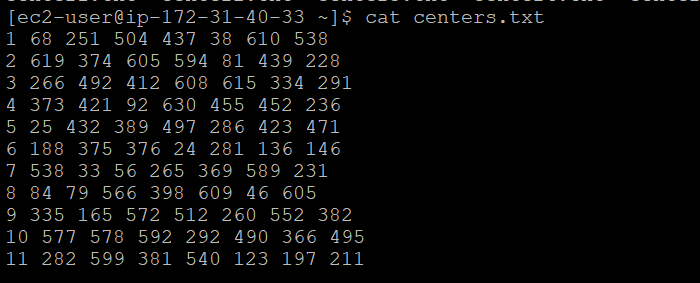 [ec2-user@ip-172-31-40-33 ~]$ cat centers.txt
1 68 251 504 437 38 610 538
2 619 374 605 594 81 439 228
3 266 492 412 608 615 334 291
4 373 421 92 630 455 452 236
5 25 432 389 497 286 423 471
6 188 375 376 24 281 136 146
7 538 33 56 265 369 589 231
8 84 79 566 398 609 46 605
9 335 165 572 512 260 552 382
10 577 578 592 292 490 366 495
11 282 599 381 540 123 197 211